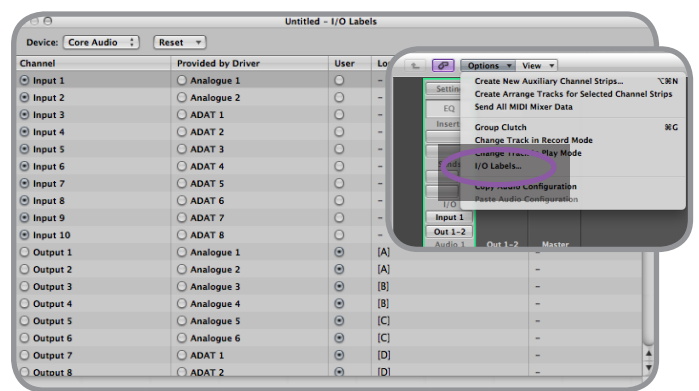 Untitled – I/O Labels
Device: Core Audio Reset
Channel Provided by Driver User
Input 1 Analogue 1 –
Input 2 Analogue 2 –
Input 3 ADAT 1 –
Input 4 ADAT 2 –
Input 5 ADAT 3 –
Input 6 ADAT 4 –
Input 7 ADAT 5 –
Input 8 ADAT 6 –
Input 9 ADAT 7 –
Input 10 ADAT 8 –
Output 1 Analogue 1 [A] –
Output 2 Analogue 2 [A] –
Output 3 Analogue 3 [B] –
Output 4 Analogue 4 [B] –
Output 5 Analogue 5 [C] –
Output 6 Analogue 6 [C] –
Output 7 ADAT 1 [D] –
Output 8 ADAT 2 [D] –
Options View
Create New Auxiliary Channel Strips... ⌥⌘N
Create Arrange Tracks for Selected Channel Strips
Send All MIDI Mixer Data
Group Clutch ⌘G
Change Track in Record Mode
Change Track in Play Mode
I/O Labels...
Copy Audio Configuration
Paste Audio Configuration
EQ
I/O
Input 1
Out 1–2
Audio 1 Out 1–2 Master